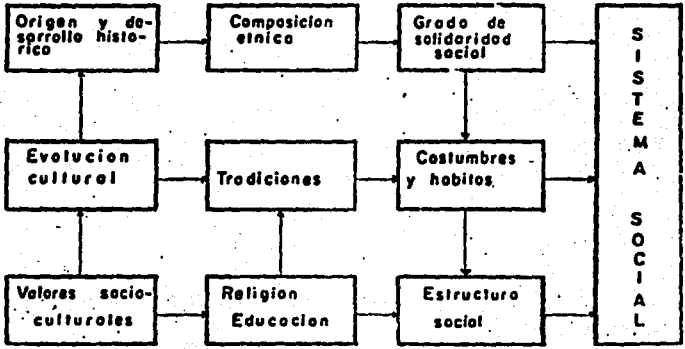 Origen y de-
sarrollo histo-
rico
Composicion
etnica
Grado de
solidaridad
social
Evolucion
cultural
Tradiciones
Costumbres
y habitos
Valores socio-
culturales
Religion
Educacion
Estructura
social
SISTEMA SOCIAL